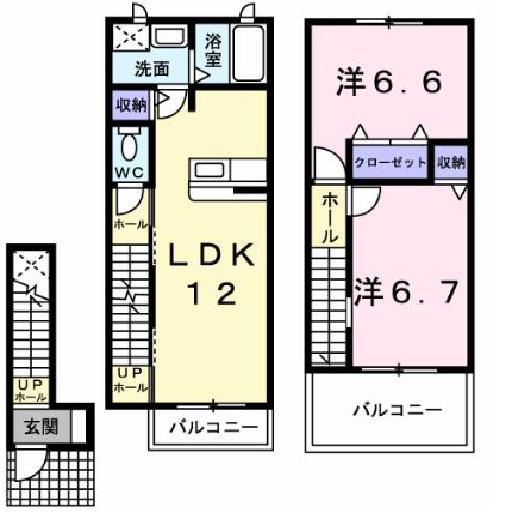 UP
ホール
玄関
洗面
浴室
収納
WC
ホール
LDK
12
UP
ホール
バルコニー
洋6.6
クローゼット
収納
ホール
洋6.7
バルコニー